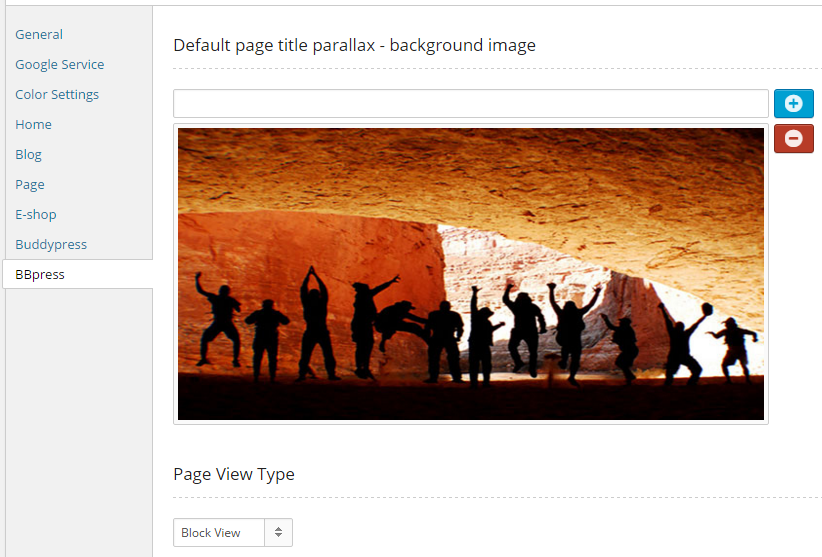 General
Google Service
Color Settings
Home
Blog
Page
E-shop
Buddypress
BBpress
Default page title parallax - background image
Page View Type
Block View